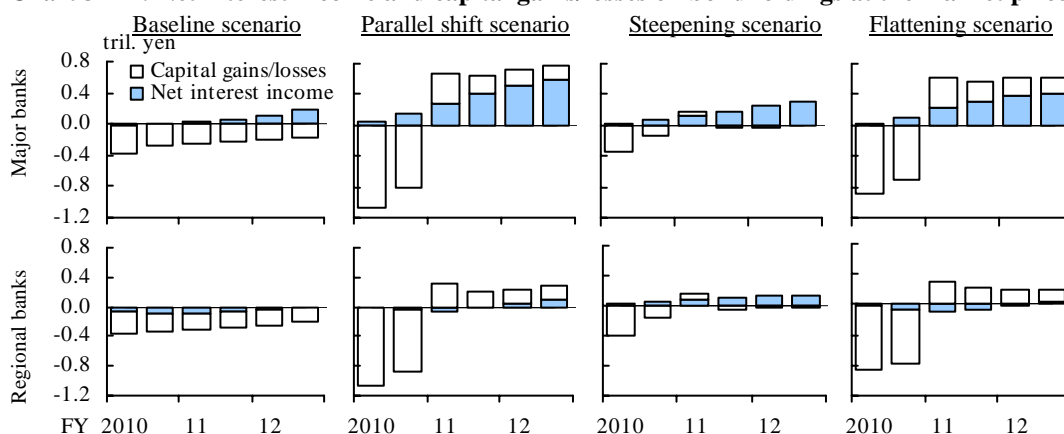 Baseline scenario Parallel shift scenario Steepening scenario Flattening scenario
tril. yen
Capital gains/losses
Net interest income
Major banks
0.8
0.4
0.0
-0.4
-0.8
-1.2
Regional banks
0.8
0.4
0.0
-0.4
-0.8
-1.2
FY 2010 11 12 2010 11 12 2010 11 12 2010 11 12